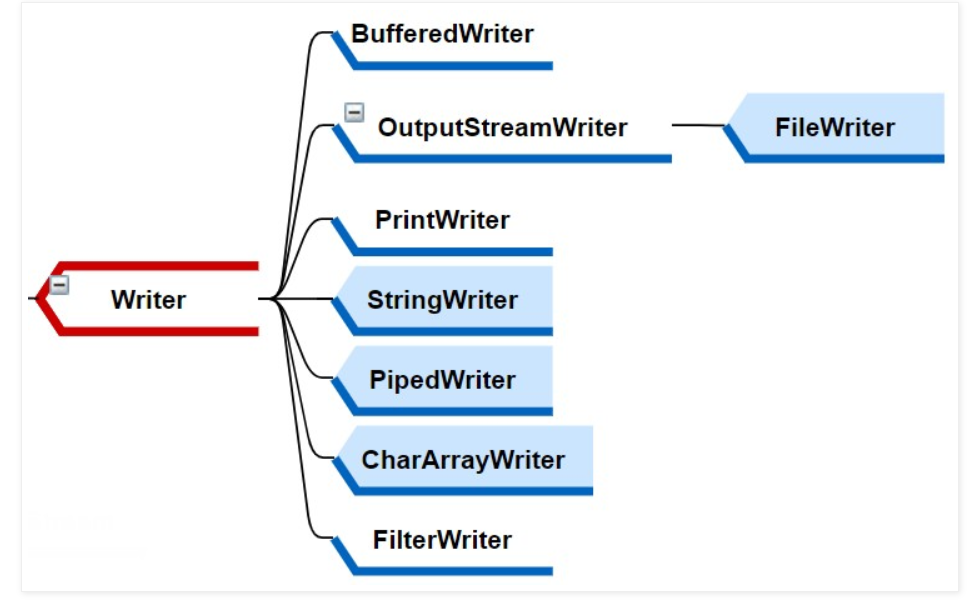 BufferedWriter
OutputStreamWriter
FileWriter
PrintWriter
Writer
StringWriter
PipedWriter
CharArrayWriter
FilterWriter